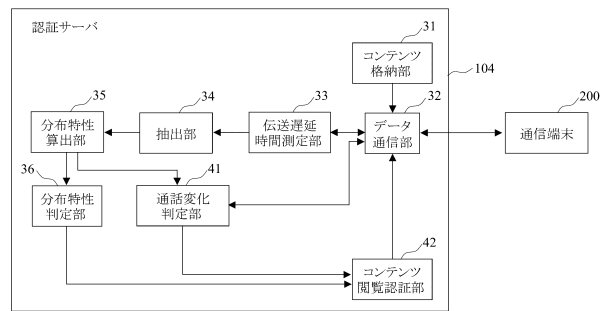 認証サーバ
31
コンテンツ
格納部
104
35
34
33
32
200
分布特性
算出部
抽出部
伝送遅延
時間測定部
データ
通信部
通信端末
36
41
分布特性
判定部
通話変化
判定部
42
コンテンツ
閲覧認証部